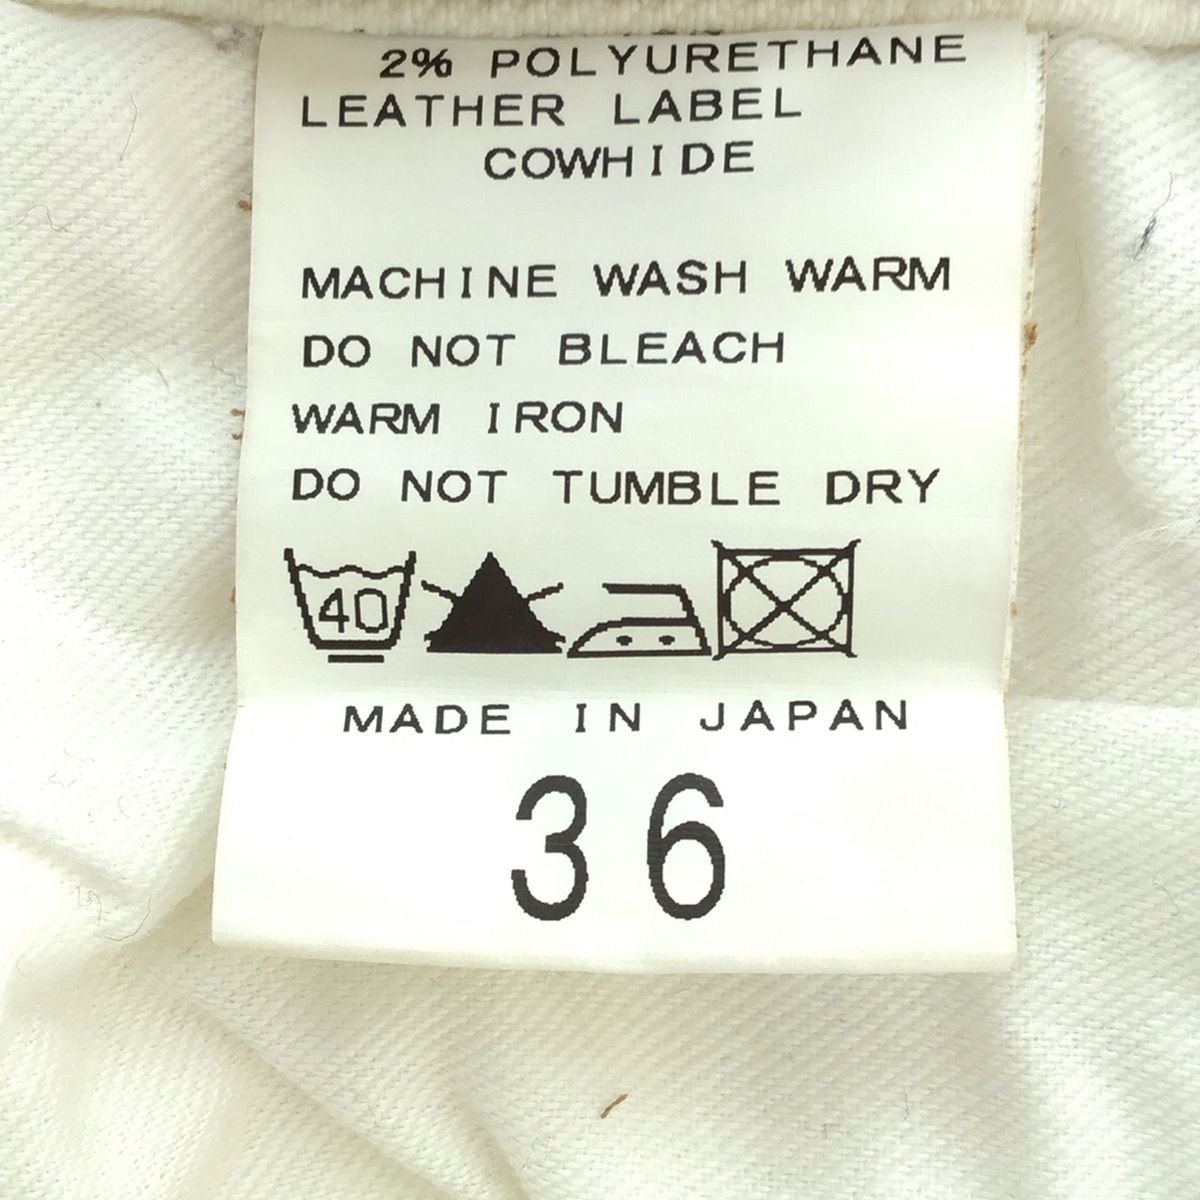 2% POLYURETHANE
LEATHER LABEL
COWHIDE
MACHINE WASH WARM
DO NOT BLEACH
WARM IRON
DO NOT TUMBLE DRY
40
MADE IN JAPAN
36